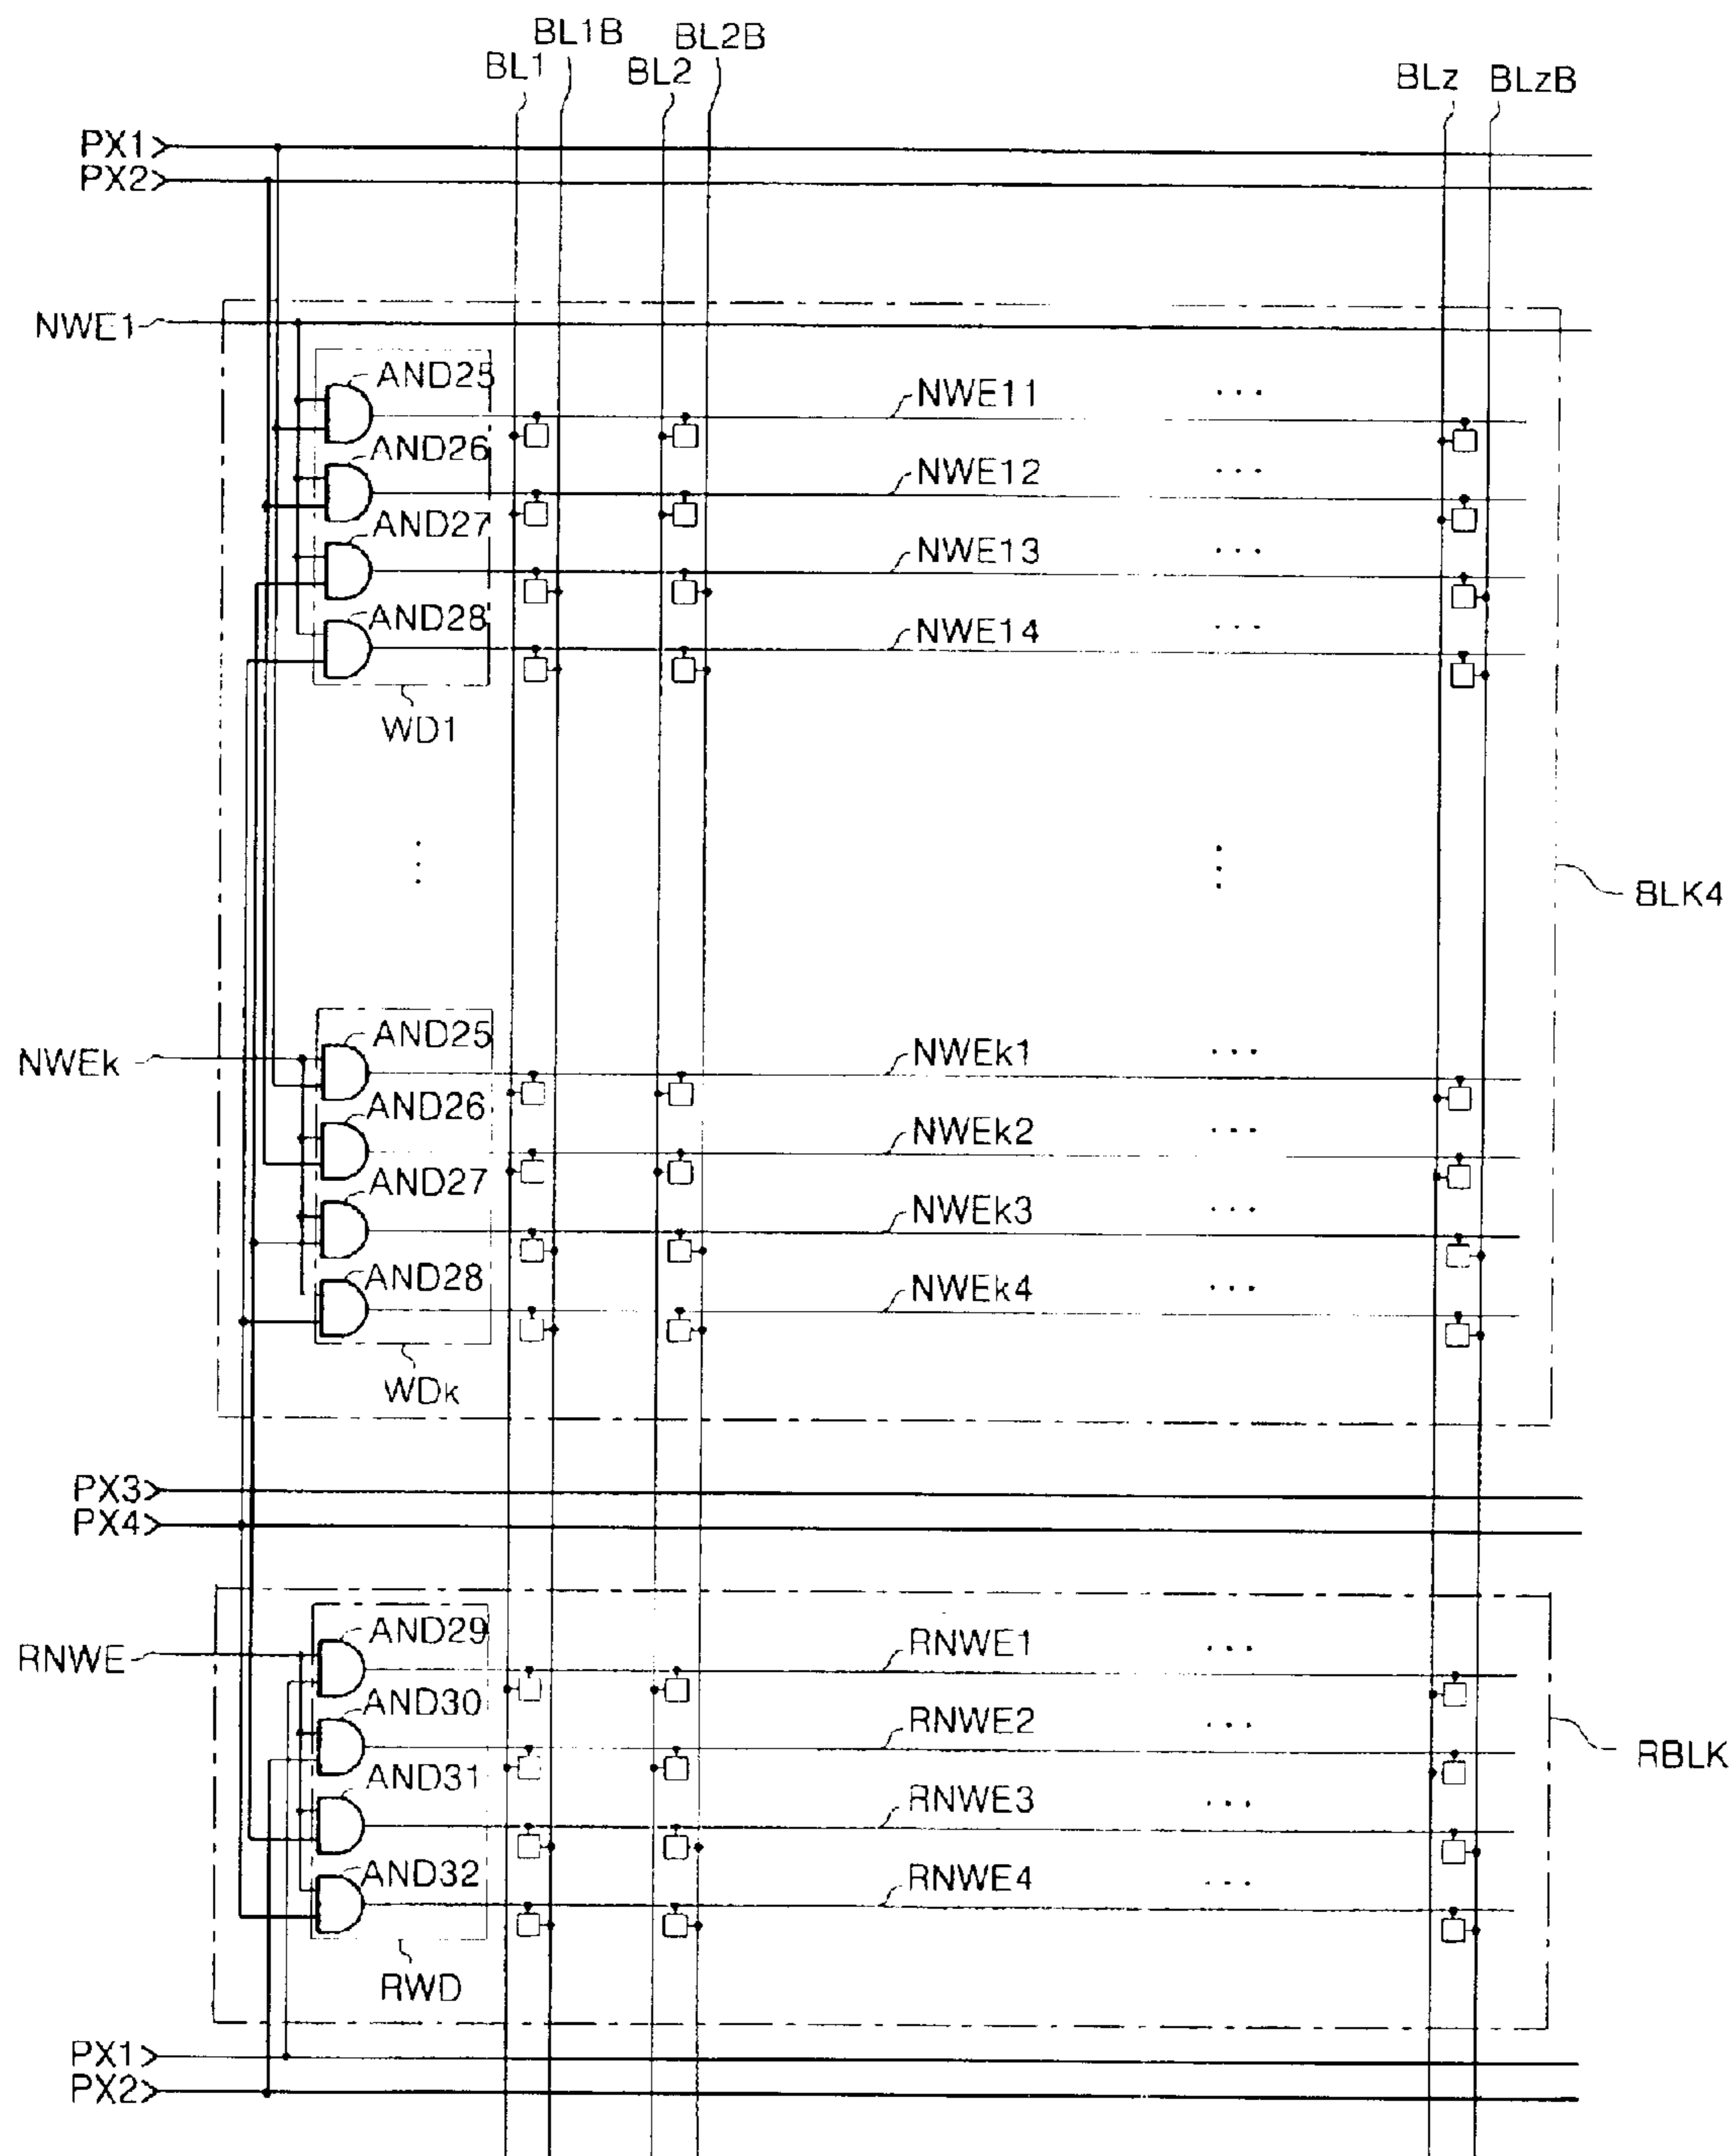 BL1 BL1B BL2 BL2B BLz BLzB
PX1
PX2
NWE1
AND25
NWE11 ...
AND26
NWE12 ...
AND27
NWE13 ...
AND28
NWE14 ...
WD1
BLK4
AND25
NWEk
NWEk1 ...
AND26
NWEk2 ...
AND27
NWEk3 ...
AND28
NWEk4 ...
WDk
PX3
PX4
AND29
RNWE
RNWE1 ...
AND30
RNWE2 ...
RBLK
AND31
RNWE3 ...
AND32
RNWE4 ...
RWD
PX1
PX2